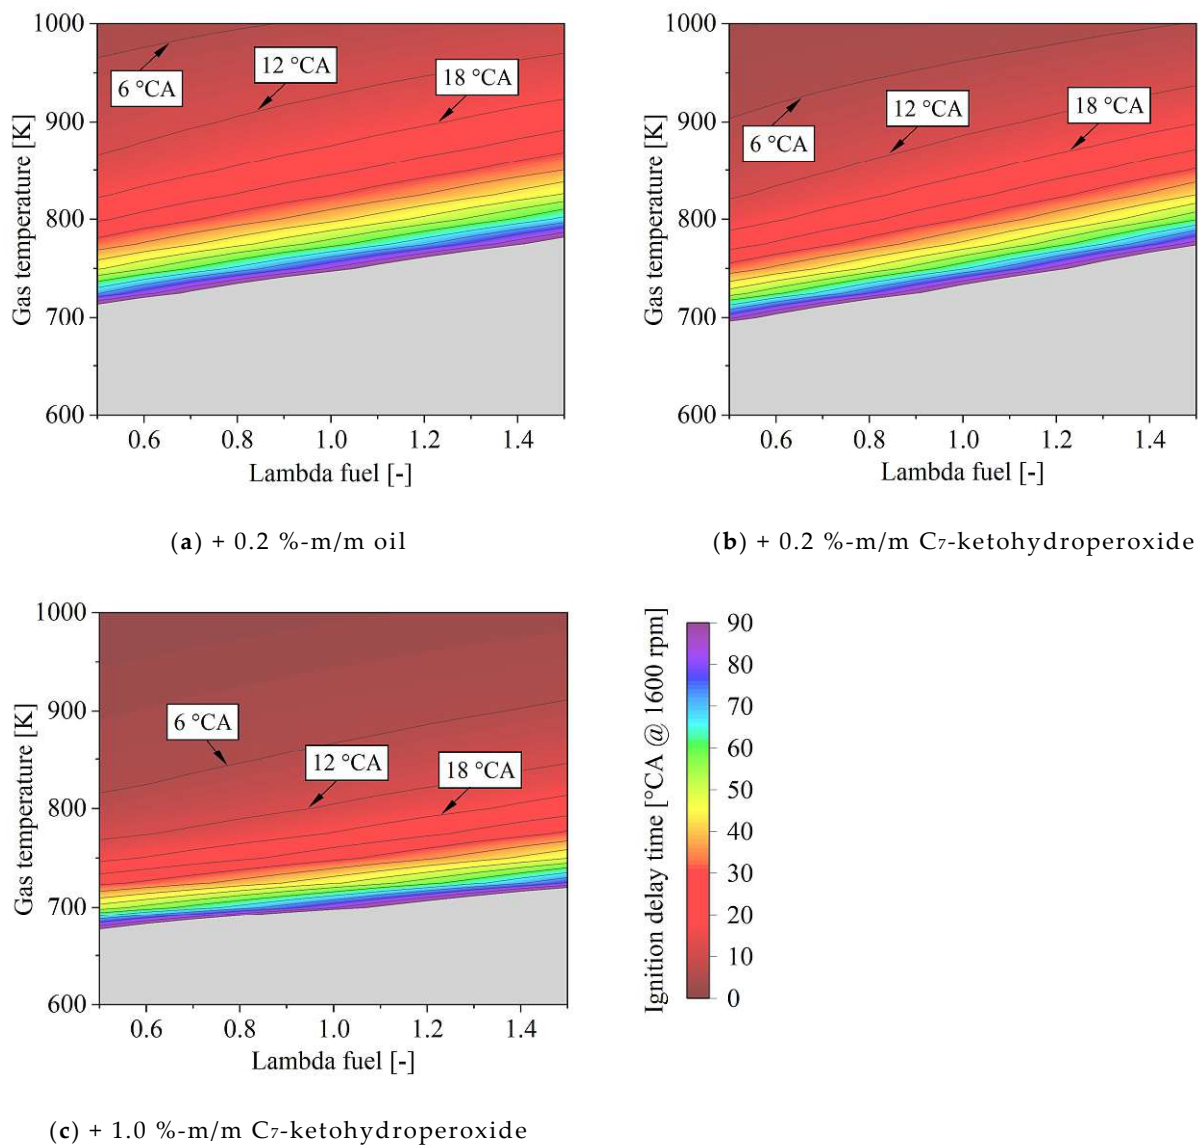 1000
900
800
700
600
Gas temperature [K]
6 °CA
12 °CA
18 °CA
0.6 0.8 1.0 1.2 1.4
Lambda fuel [-]
(a) + 0.2 %-m/m oil
1000
900
800
700
600
Gas temperature [K]
6 °CA
12 °CA
18 °CA
0.6 0.8 1.0 1.2 1.4
Lambda fuel [-]
(b) + 0.2 %-m/m C₇-ketohydroperoxide
1000
900
800
700
600
Gas temperature [K]
6 °CA
12 °CA
18 °CA
0.6 0.8 1.0 1.2 1.4
Lambda fuel [-]
(c) + 1.0 %-m/m C₇-ketohydroperoxide
Ignition delay time [°CA @ 1600 rpm]
90
80
70
60
50
40
30
20
10
0